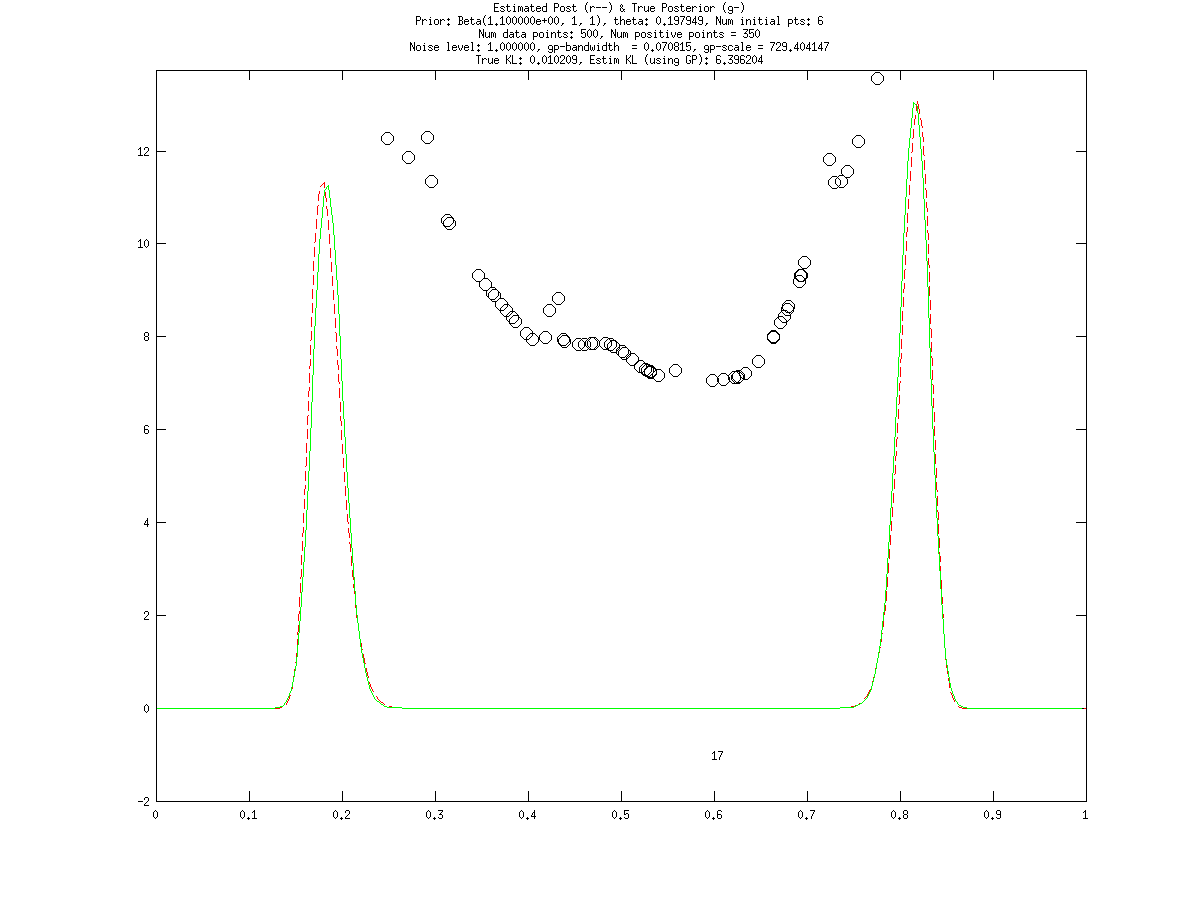 Estimated Post (r--) & True Posterior (g-)
Prior: Beta(1.100000e+00, 1, 1), theta: 0.197949, Num initial pts: 6
Num data points: 500, Num positive points = 350
Noise level: 1.000000, gp-bandwidth  = 0.070815, gp-scale = 729.404147
True KL: 0.010209, Estim KL (using GP): 6.396204
12
10
8
6
4
2
0
17
-2
0 0.1 0.2 0.3 0.4 0.5 0.6 0.7 0.8 0.9 1